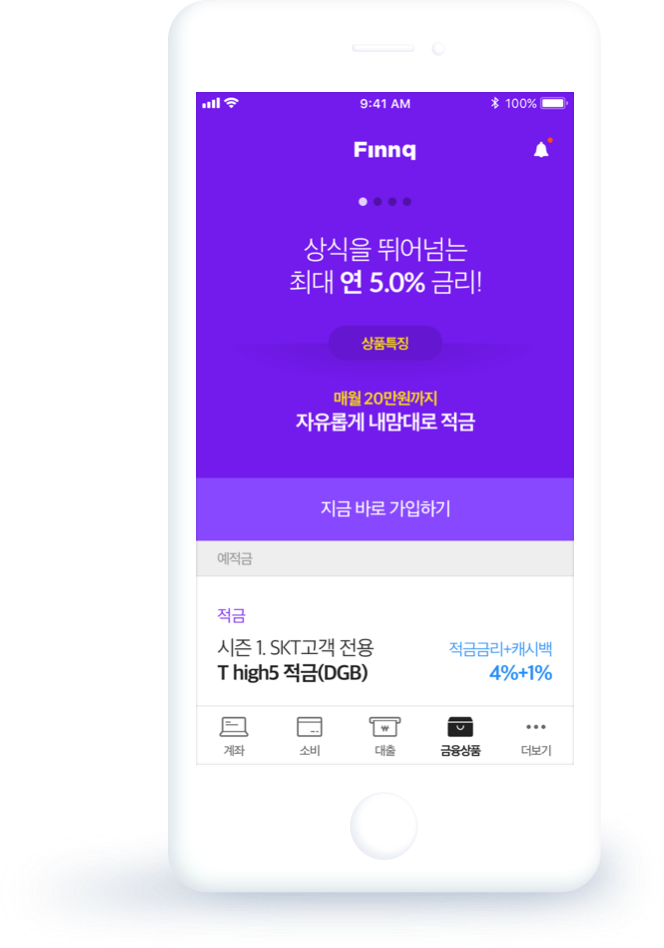 9:41 AM
100%
Finnq
상식을 뛰어넘는
최대 연 5.0% 금리!
상품특징
매월 20만원까지
자유롭게 내맘대로 적금
지금 바로 가입하기
예적금
적금
시즌 1. SKT고객 전용
적금금리+캐시백
T high5 적금(DGB)
4%+1%
계좌
소비
₩
대출
금융상품
더보기